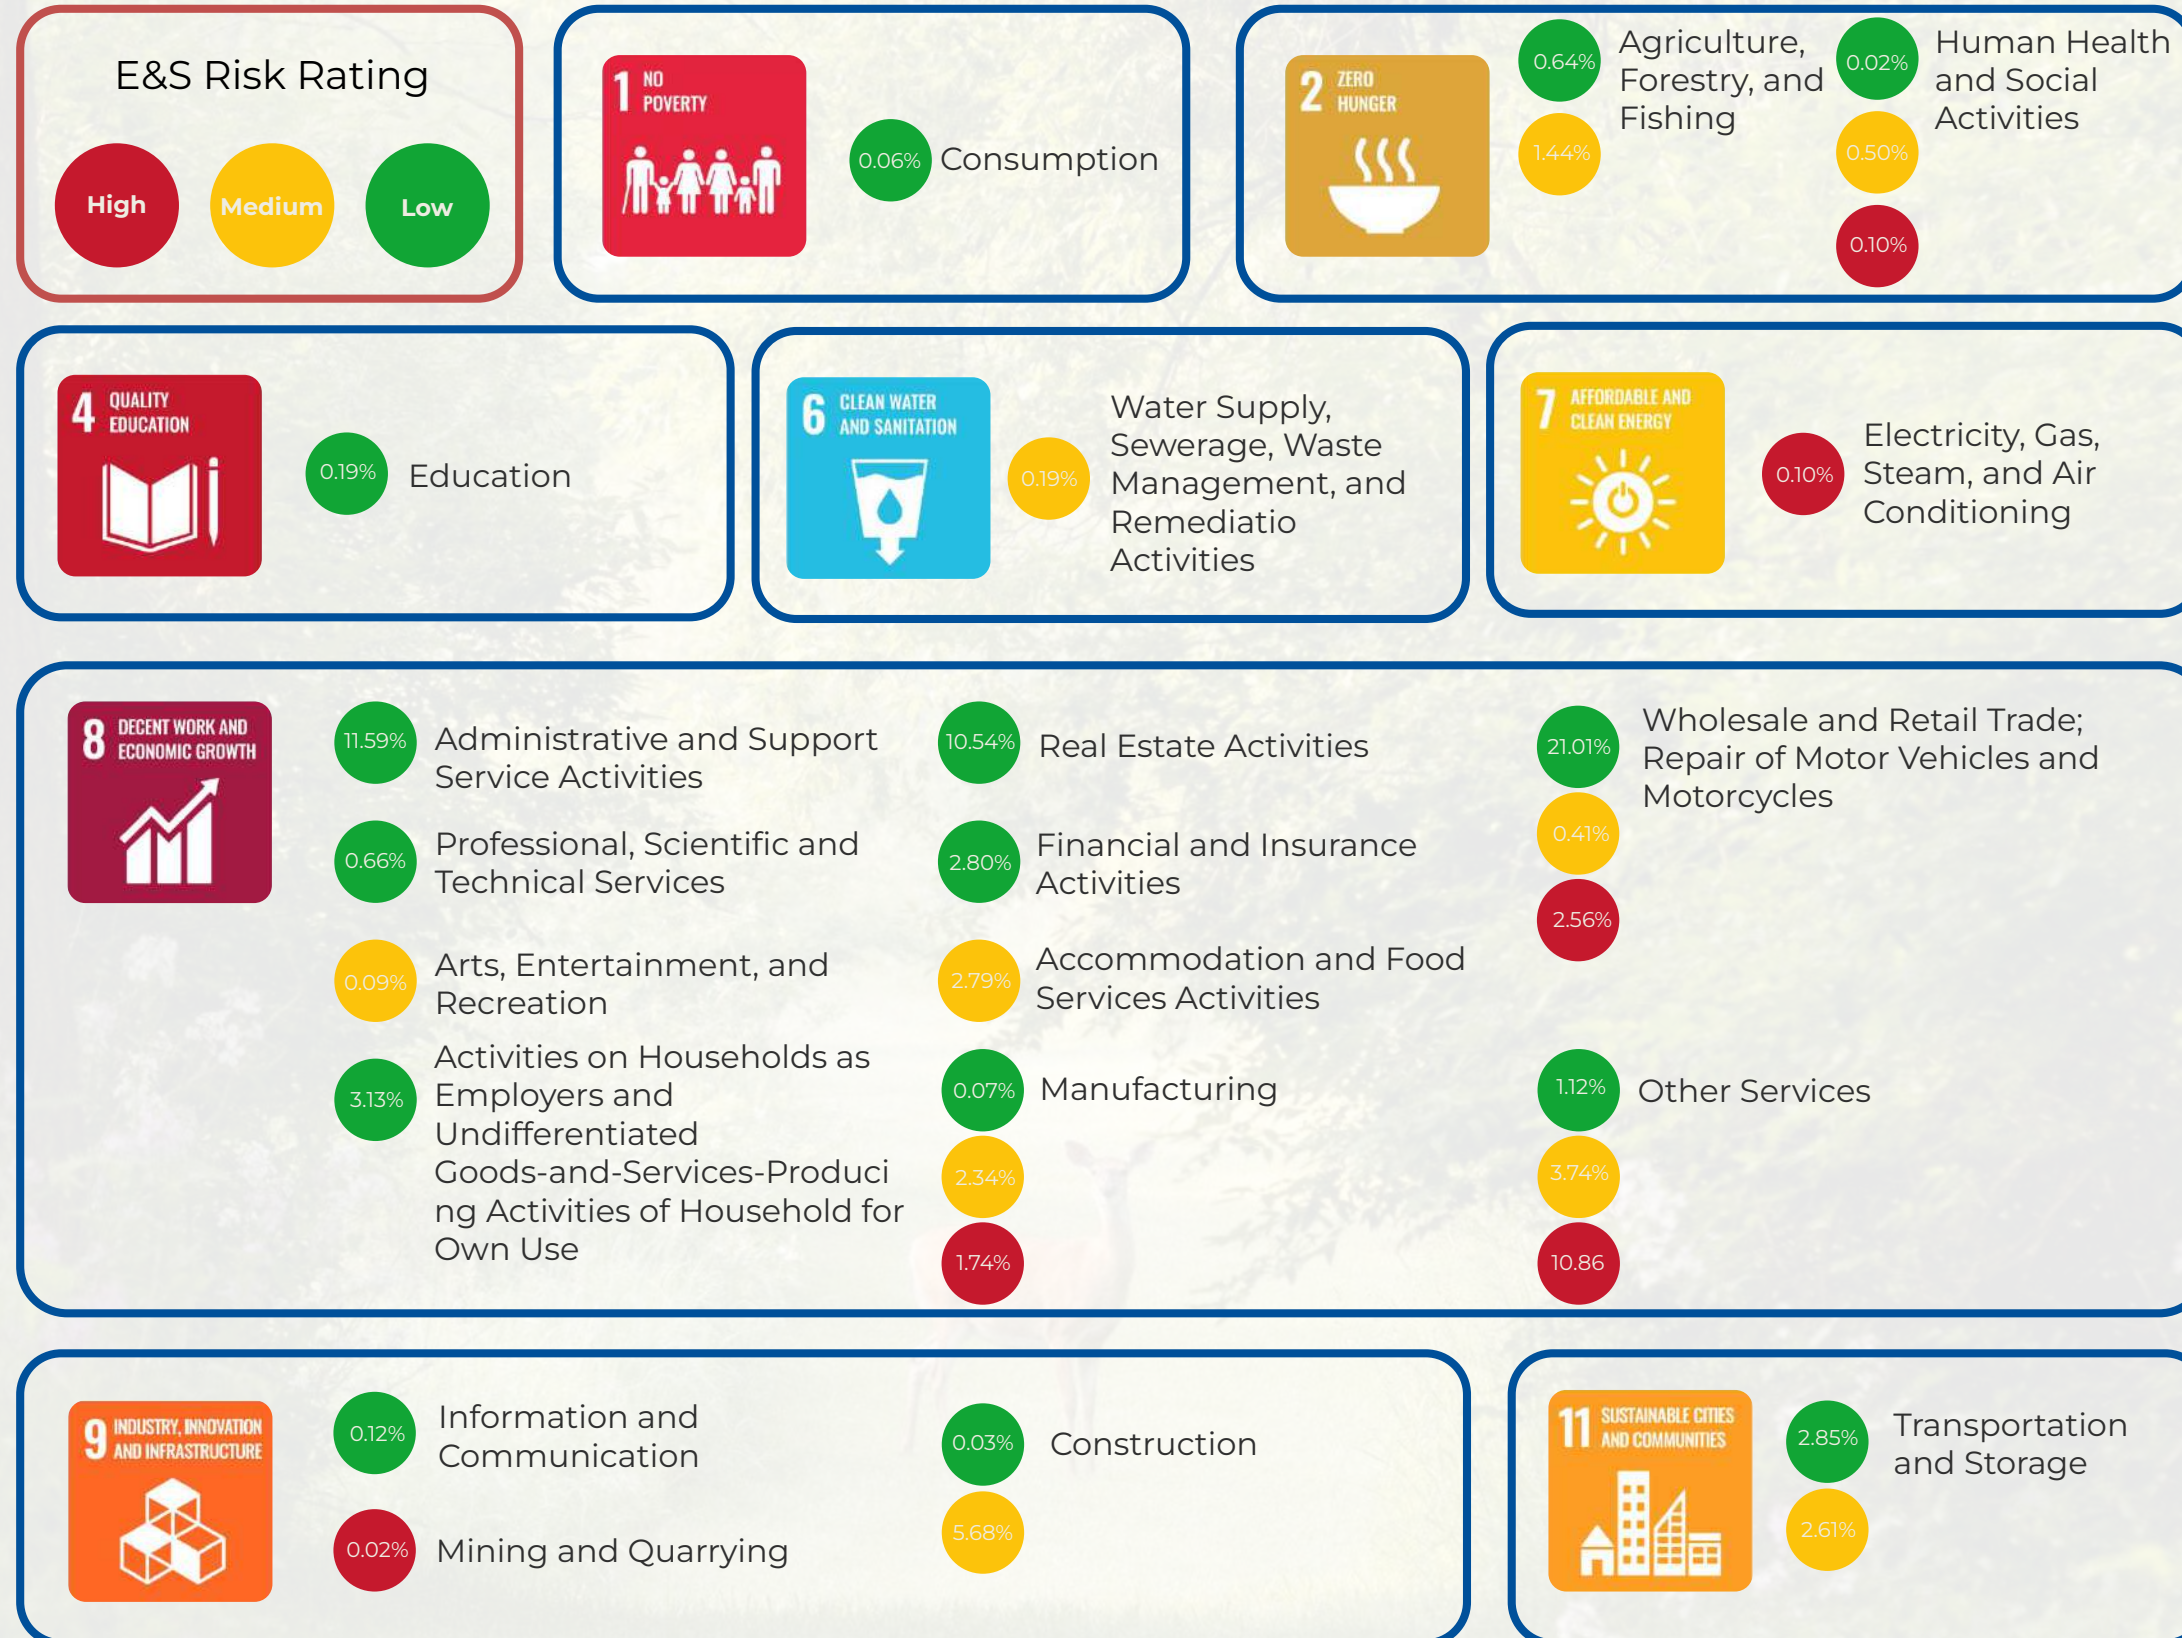 E&S Risk Rating
High
Medium
Low
1 NO
POVERTY
0.06%
Consumption
2 ZERO
HUNGER
0.64%
1.44%
Agriculture,
Forestry, and
Fishing
0.02%
0.50%
0.10%
Human Health
and Social
Activities
4 QUALITY
EDUCATION
0.19%
Education
6 CLEAN WATER
AND SANITATION
0.19%
Water Supply,
Sewerage, Waste
Management, and
Remediatio
Activities
7 AFFORDABLE AND
CLEAN ENERGY
0.10%
Electricity, Gas,
Steam, and Air
Conditioning
8 DECENT WORK AND
ECONOMIC GROWTH
11.59%
Administrative and Support
Service Activities
0.66%
Professional, Scientific and
Technical Services
0.09%
Arts, Entertainment, and
Recreation
3.13%
Activities on Households as
Employers and
Undifferentiated
Goods-and-Services-Produci
ng Activities of Household for
Own Use
10.54%
Real Estate Activities
2.80%
Financial and Insurance
Activities
2.79%
Accommodation and Food
Services Activities
0.07%
Manufacturing
2.34%
1.74%
21.01%
0.41%
2.56%
Wholesale and Retail Trade;
Repair of Motor Vehicles and
Motorcycles
1.12%
Other Services
3.74%
10.86
9 INDUSTRY, INNOVATION
AND INFRASTRUCTURE
0.12%
Information and
Communication
0.02%
Mining and Quarrying
0.03%
Construction
5.68%
11 SUSTAINABLE CITIES
AND COMMUNITIES
2.85%
Transportation
and Storage
2.61%